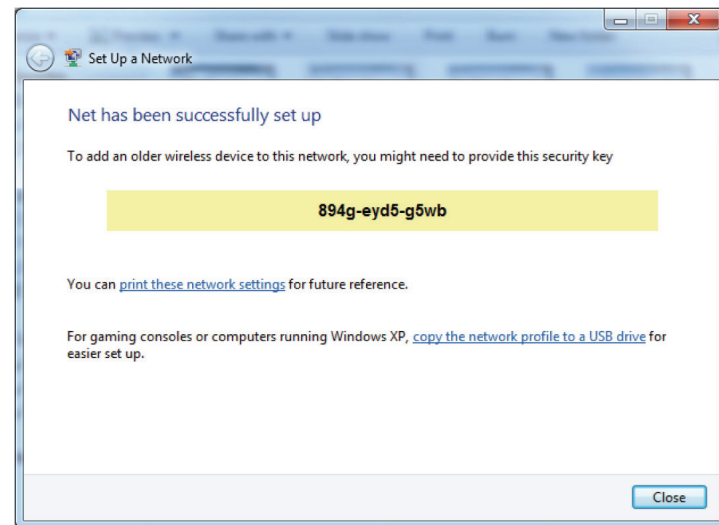 Set Up a Network
Net has been successfully set up
To add an older wireless device to this network, you might need to provide this security key
894g-eyd5-g5wb
You can print these network settings for future reference.
For gaming consoles or computers running Windows XP, copy the network profile to a USB drive for
easier set up.
Close